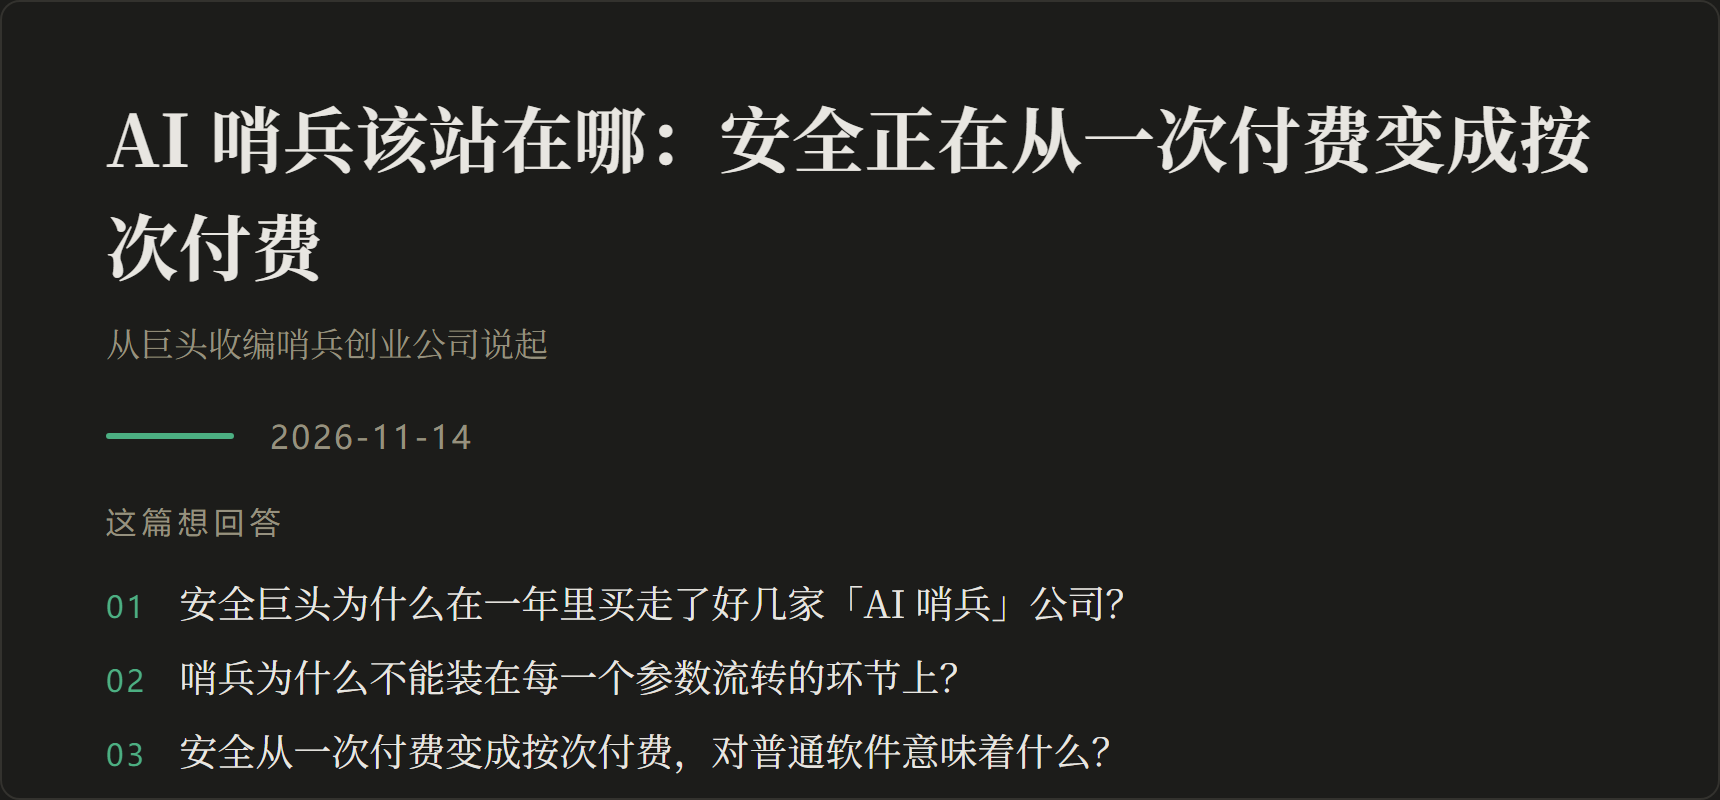 AI 哨兵该站在哪：安全正在从一次付费变成按
次付费
从巨头收编哨兵创业公司说起
2026-11-14
这篇想回答
01 安全巨头为什么在一年里买走了好几家「AI 哨兵」公司？
02 哨兵为什么不能装在每一个参数流转的环节上？
03 安全从一次付费变成按次付费，对普通软件意味着什么？